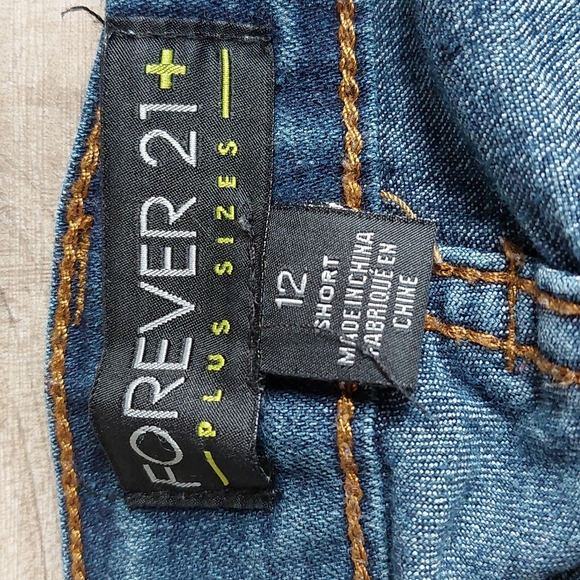 FOREVER 21+
PLUS SIZES
12
SHORT
MADE IN CHINA
FABRIQUÉ EN
CHINE